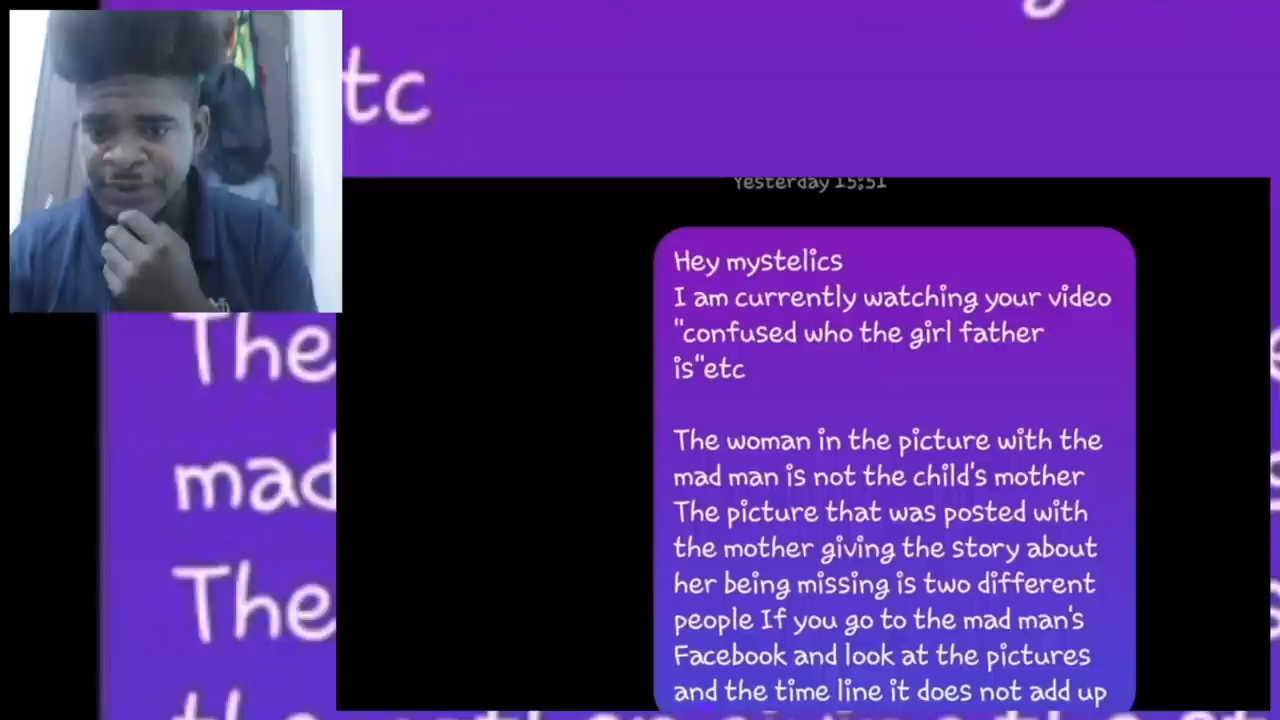 tc
Yesterday 15:51
Hey mystelics
I am currently watching your video
"confused who the girl father
is"etc
The woman in the picture with the
mad man is not the child's mother
The picture that was posted with
the mother giving the story about
her being missing is two different
people If you go to the mad man's
Facebook and look at the pictures
and the time line it does not add up
The
mad
The